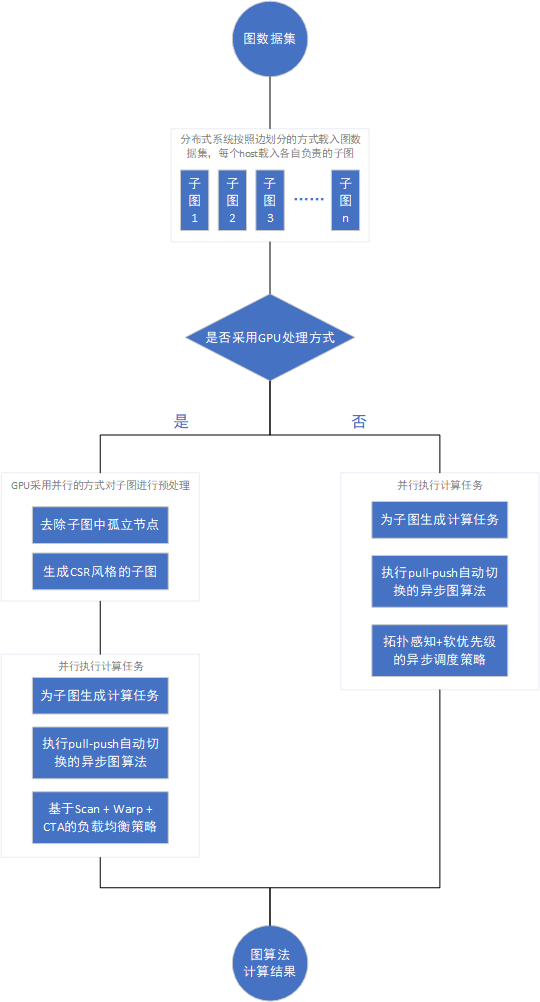 图数据集
分布式系统按照边划分的方式载入图数
据集，每个host载入各自负责的子图
子
图
1
子
图
2
子
图
3
······
子
图
n
是否采用GPU处理方式
是
否
GPU采用并行的方式对子图进行预处理
去除子图中孤立节点
生成CSR风格的子图
并行执行计算任务
为子图生成计算任务
执行pull-push自动切
换的异步图算法
基于Scan + Warp +
CTA的负载均衡策略
并行执行计算任务
为子图生成计算任务
执行pull-push自动切
换的异步图算法
拓扑感知+软优先级
的异步调度策略
图算法
计算结果